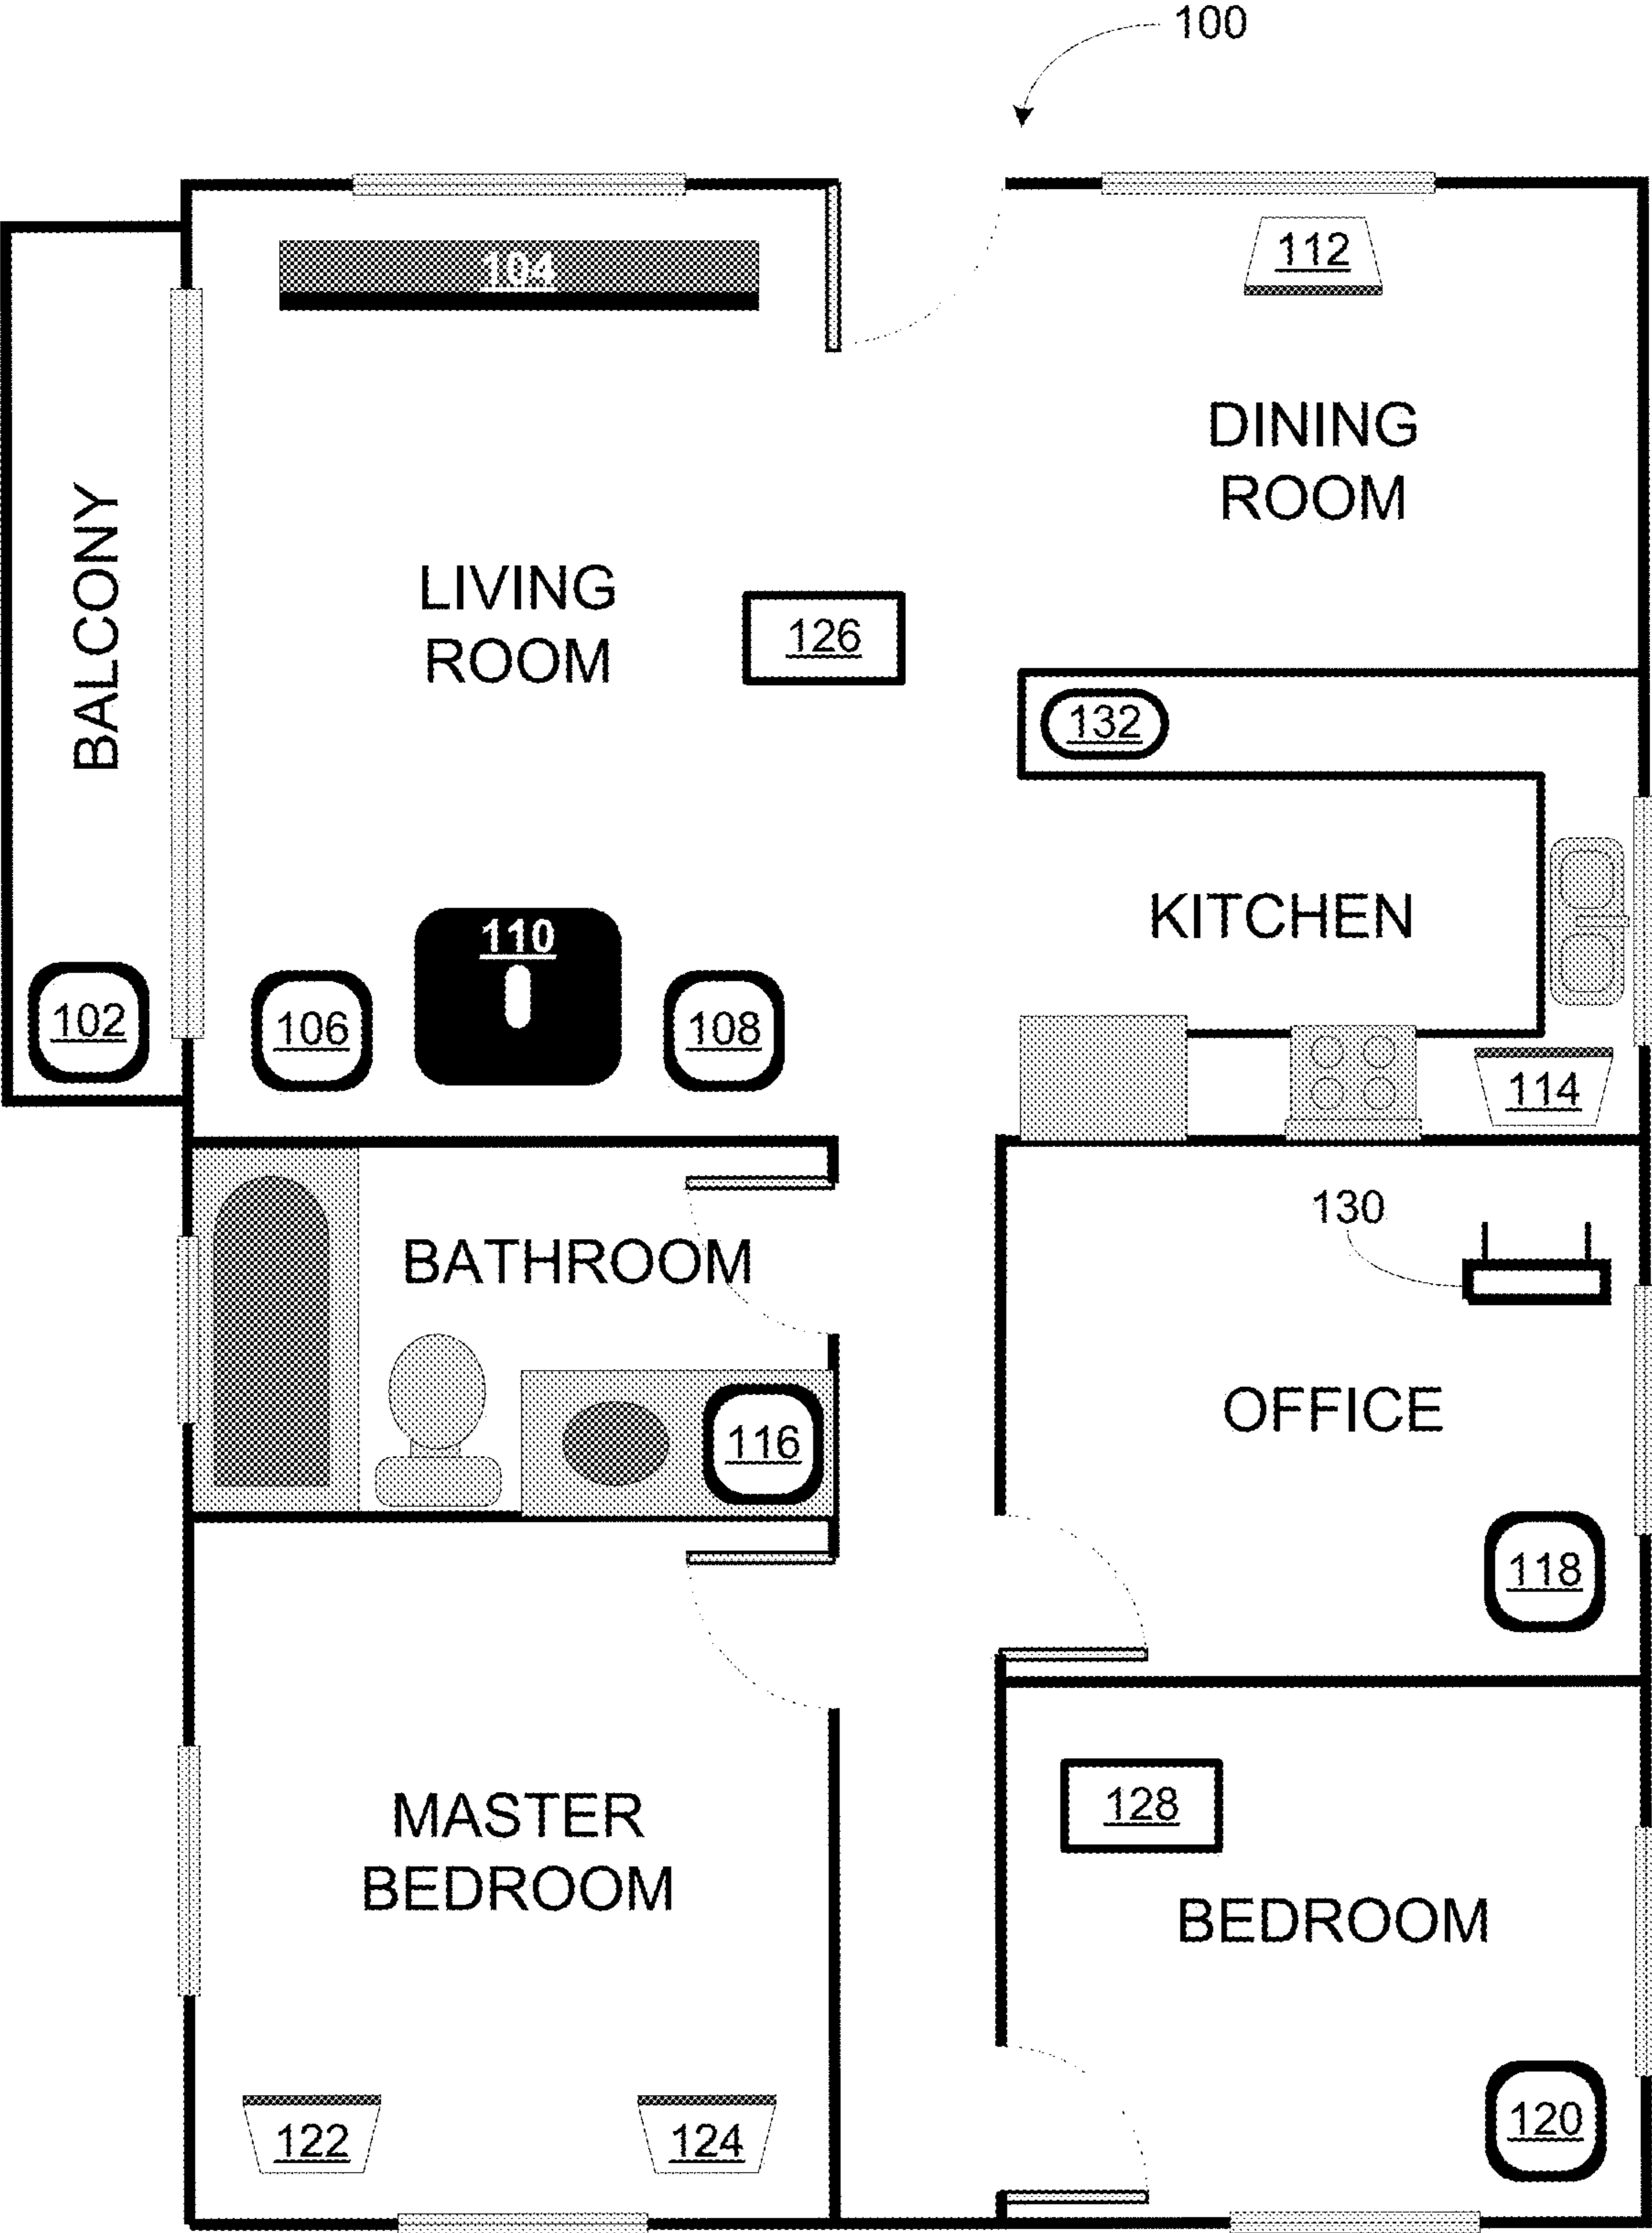 100
104
112
DINING
ROOM
BALCONY
LIVING
ROOM
126
132
KITCHEN
110
102
106
108
114
130
BATHROOM
OFFICE
116
118
128
MASTER
BEDROOM
BEDROOM
122
124
120